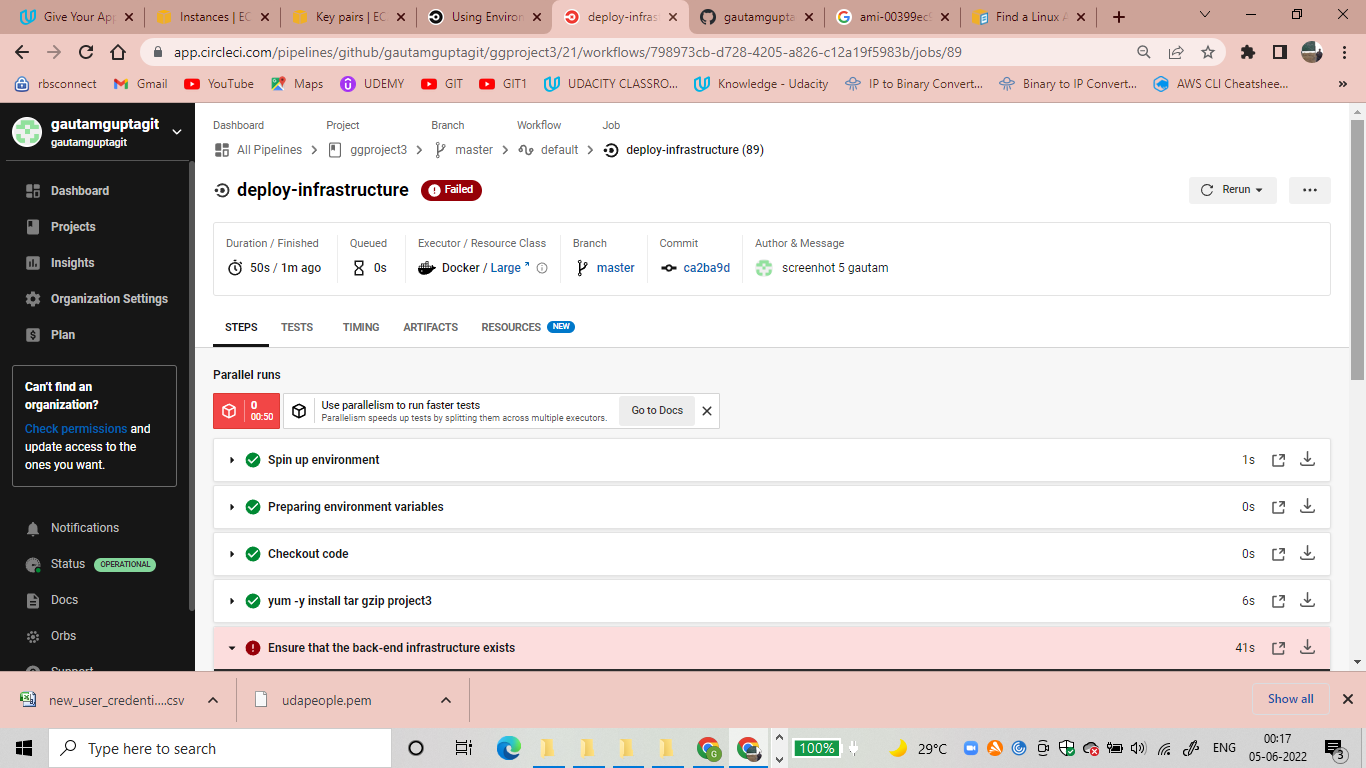 Give Your App
Instances | EC
Key pairs | EC
Using Environ
deploy-infras
gautamgupta
ami-00399ec9
Find a Linux A
app.circleci.com/pipelines/github/gautamguptagit/ggproject3/21/workflows/798973cb-d728-4205-a826-c12a19f5983b/jobs/89
rbsconnect
Gmail
YouTube
Maps
UDEMY
GIT
GIT1
UDACITY CLASSRO...
Knowledge - Udacity
IP to Binary Convert...
Binary to IP Convert...
AWS CLI Cheatshee...
gautamguptagit
gautamguptagit
Dashboard
Projects
Insights
Organization Settings
Plan
Can't find an
organization?
Check permissions and
update access to the
ones you want.
Notifications
Status OPERATIONAL
Docs
Orbs
Support
Dashboard Project Branch Workflow Job
All Pipelines > ggproject3 > master > default > deploy-infrastructure (89)
deploy-infrastructure Failed
Rerun
Duration / Finished Queued Executor / Resource Class Branch Commit Author & Message
50s / 1m ago 0s Docker / Large master ca2ba9d screenhot 5 gautam
STEPS TESTS TIMING ARTIFACTS RESOURCES NEW
Parallel runs
0
00:50
Use parallelism to run faster tests
Parallelism speeds up tests by splitting them across multiple executors.
Go to Docs
Spin up environment 1s
Preparing environment variables 0s
Checkout code 0s
yum -y install tar gzip project3 6s
Ensure that the back-end infrastructure exists 41s
new_user_credenti....csv
udapeople.pem
Show all
Type here to search
100%
29°C
ENG
00:17
05-06-2022
3